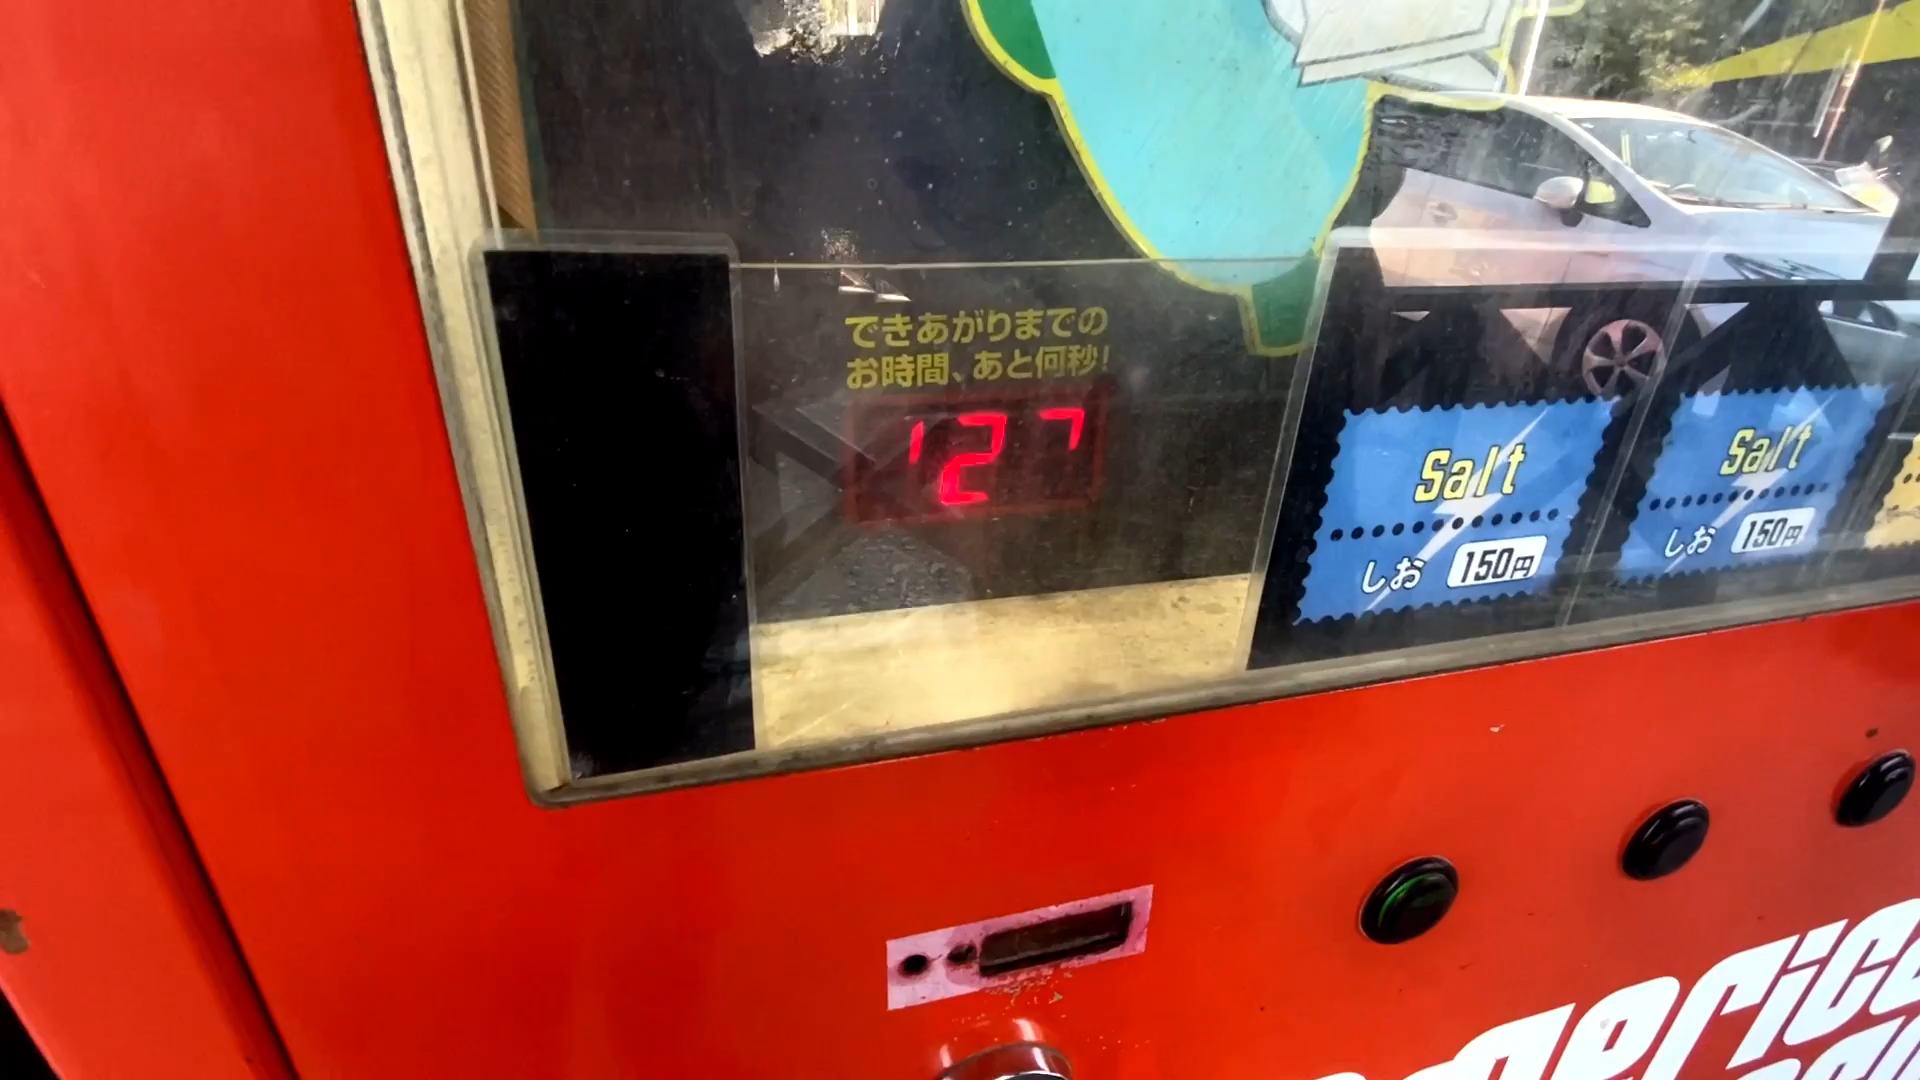 できあがりまでの
お時間、あと何秒!
Salt
しお 150円
Salt
しお 150円